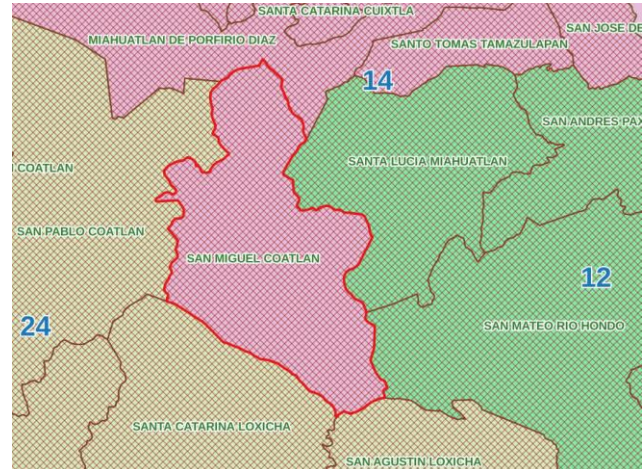 SANTA CATARINA CUIXTLA
MIAHUATLAN DE PORFIRIO DIAZ
SANTO TOMAS TAMAZULAPAN
SAN JOSE DE
14
SAN ANDRES PAX
SANTA LUCIA MIAHUATLAN
COATLAN
SAN PABLO COATLAN
SAN MIGUEL COATLAN
12
24
SAN MATEO RIO HONDO
SANTA CATARINA LOXICHA
SAN AGUSTIN LOXICHA